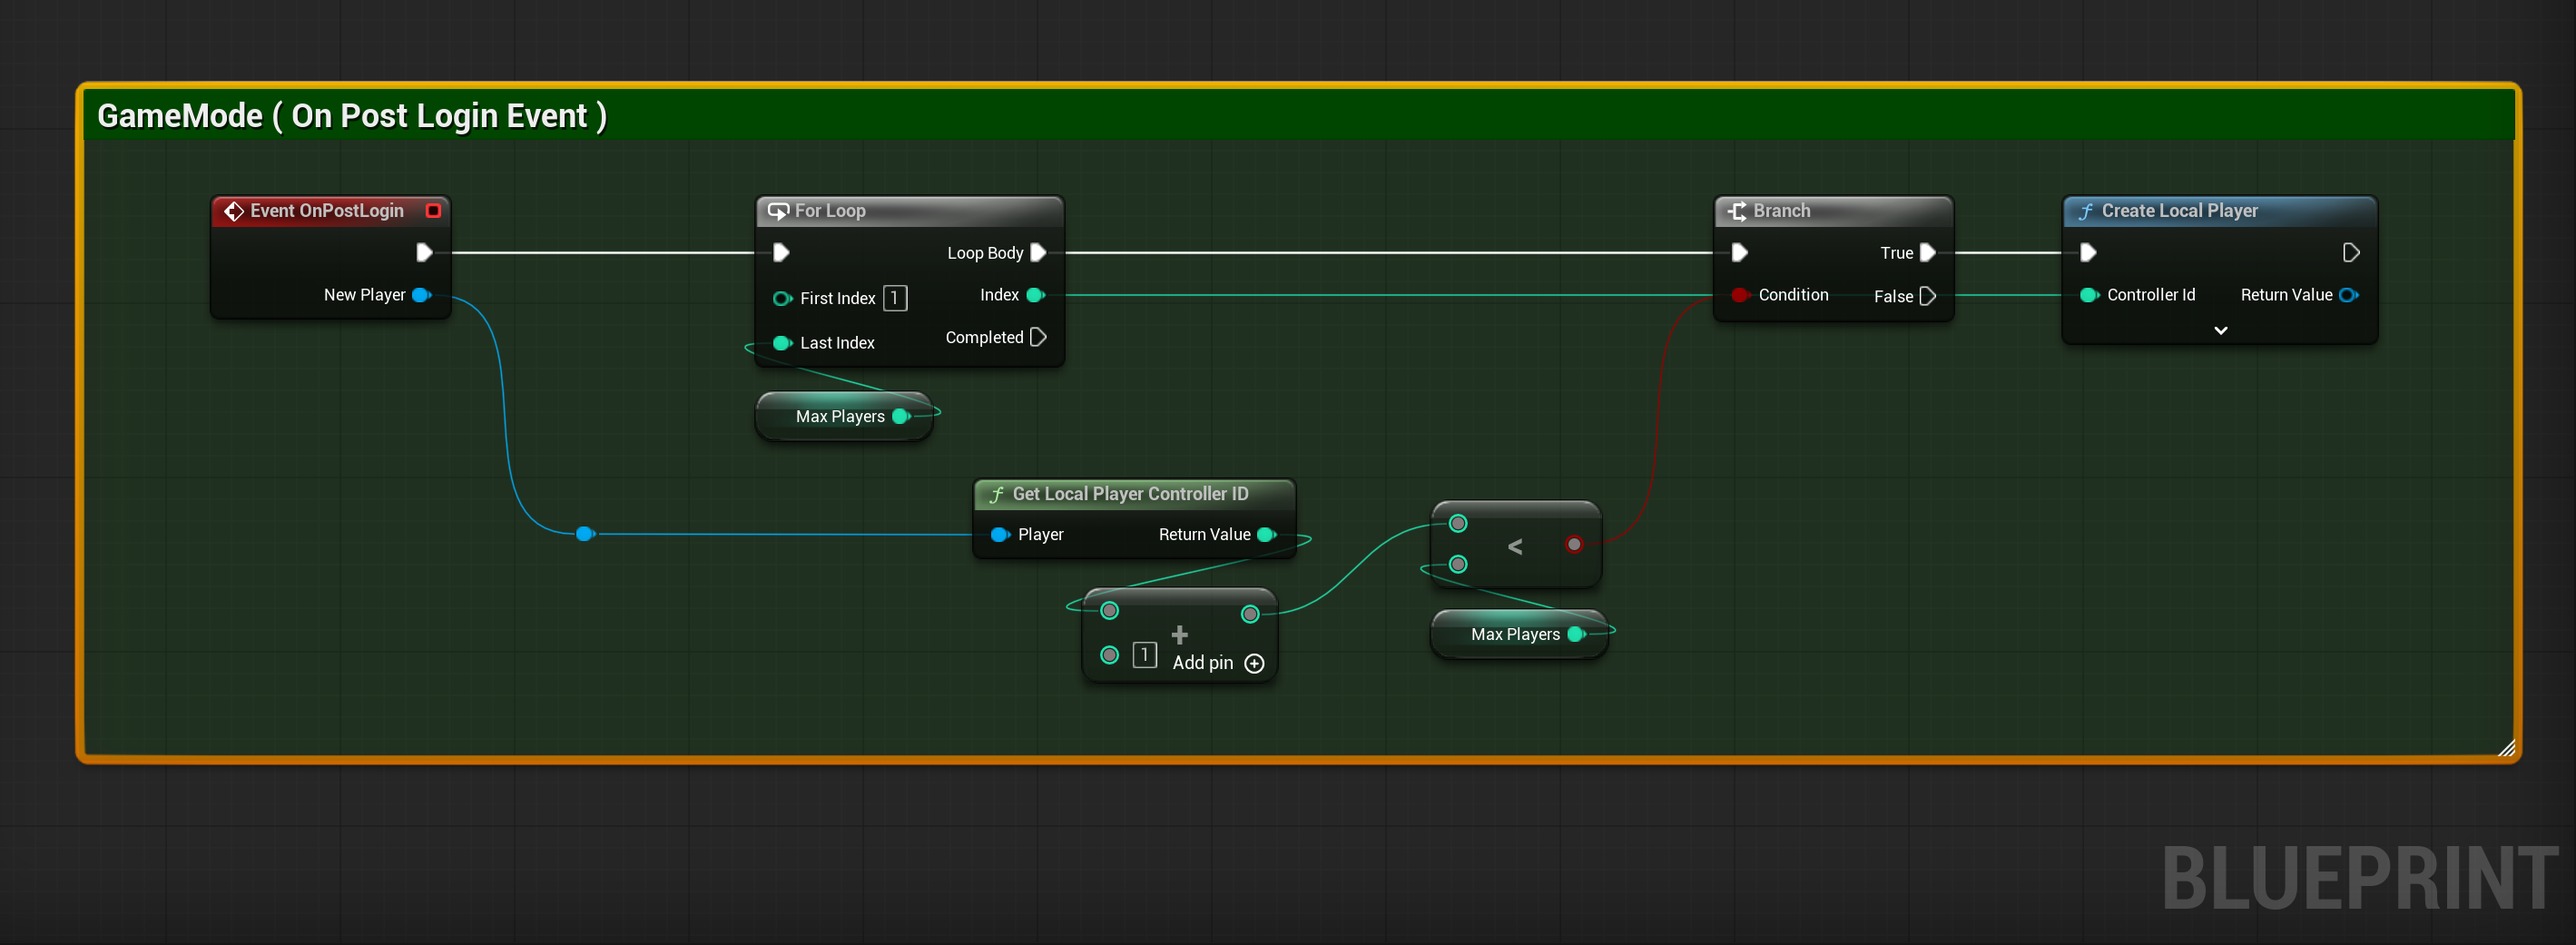 GameMode ( On Post Login Event )
Event OnPostLogin
New Player
For Loop
Loop Body
First Index 1
Index
Last Index
Completed
Max Players
Branch
True
Condition
False
Create Local Player
Controller Id
Return Value
Get Local Player Controller ID
Player
Return Value
+
1
Add pin
<
Max Players
BLUEPRINT